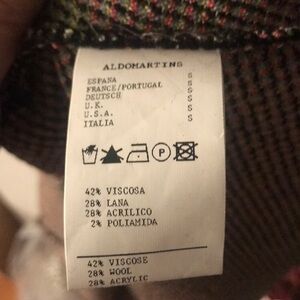 ALDOMARTINS
ESPANA S
FRANCE/PORTUGAL S
DEUTSCH S
U.K. S
U.S.A. S
ITALIA S
P
42% VISCOSA
28% LANA
28% ACRILICO
2% POLIAMIDA
42% VISCOSE
28% WOOL
28% ACRYLIC